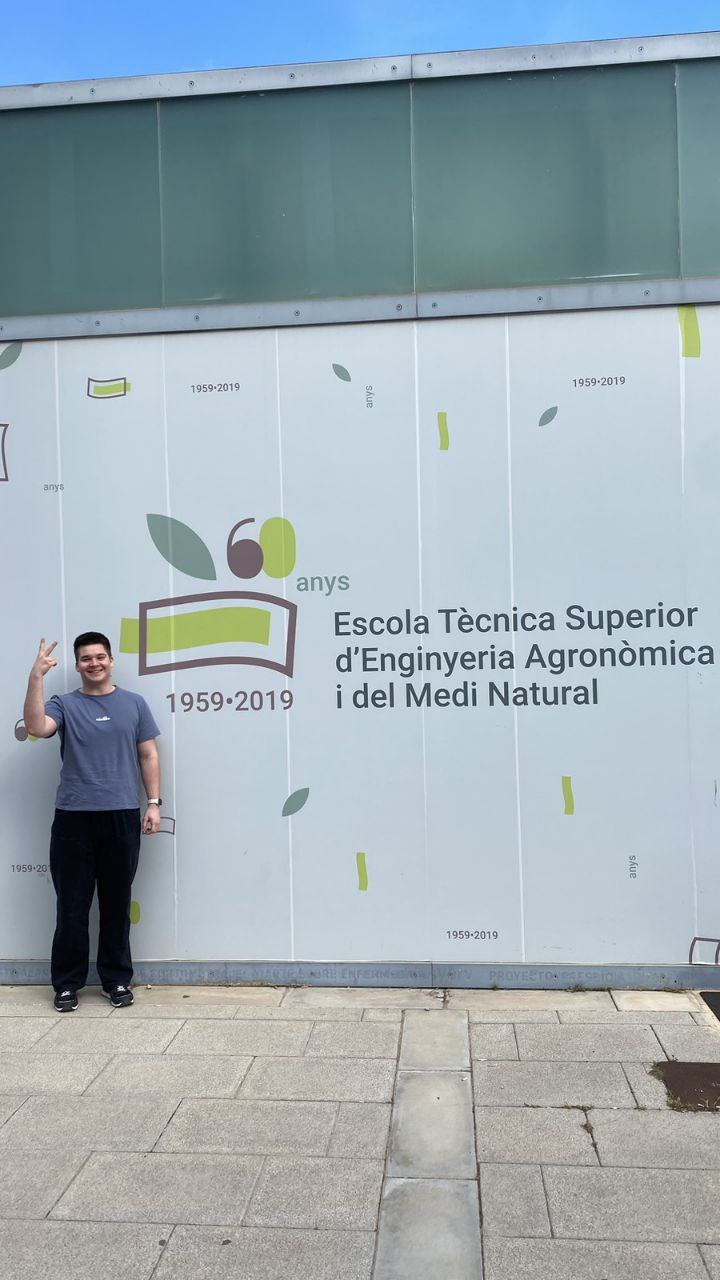 1959•2019
1959•2019
anys
anys
60
anys
Escola Tècnica Superior
d'Enginyeria Agronòmica
i del Medi Natural
1959•2019
1959•201
anys
1959•2019